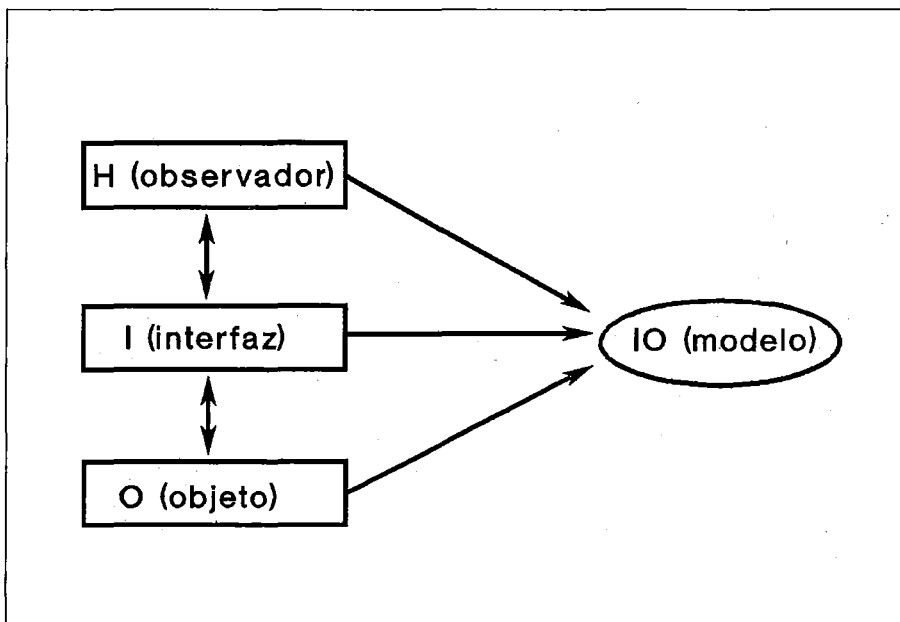 H (observador)
I (interfaz)
IO (modelo)
O (objeto)